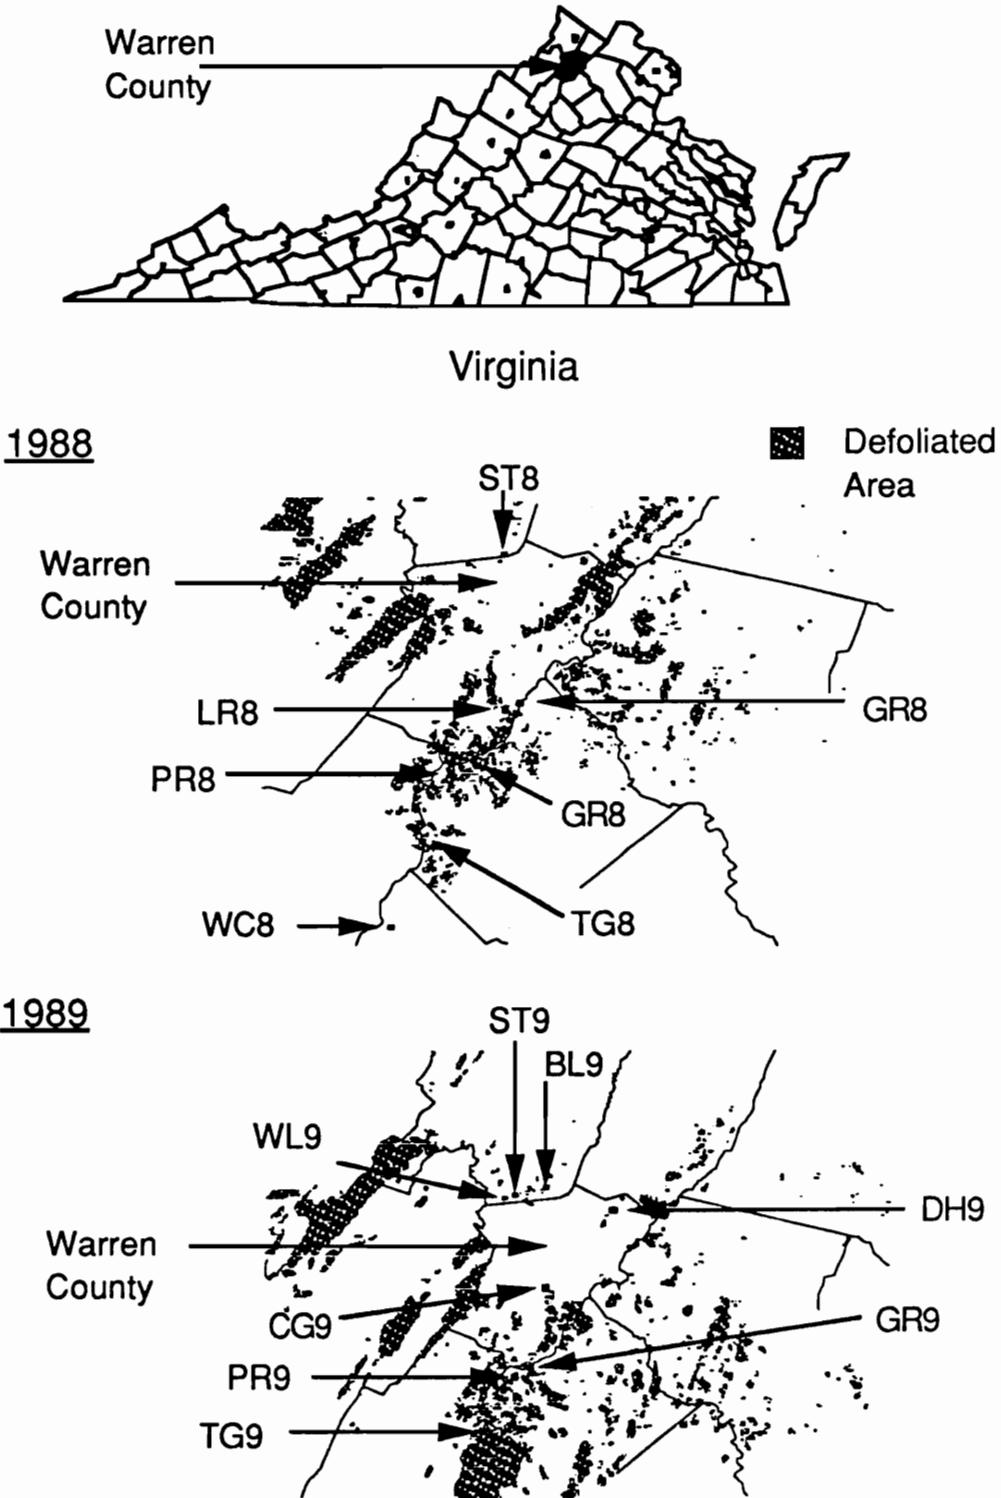 Warren
County
Virginia
1988
Defoliated
Area
ST8
Warren
County
LR8
GR8
PR8
GR8
WC8
TG8
1989
ST9
BL9
WL9
DH9
Warren
County
CG9
GR9
PR9
TG9